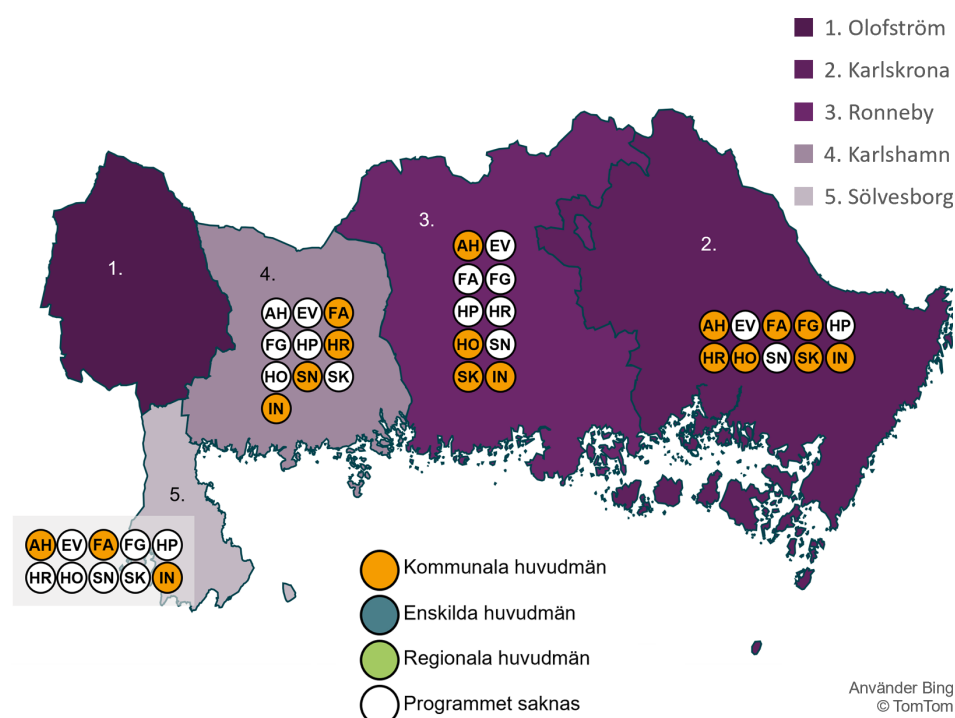 1. Olofström
2. Karlskrona
3. Ronneby
4. Karlshamn
5. Sölvesborg
1.
4.
AH EV FA
FG HP HR
HO SN SK
IN
3.
AH EV
FA FG
HP HR
HO SN
SK IN
2.
AH EV FA FG HP
HR HO SN SK IN
5.
AH EV FA FG HP
HR HO SN SK IN
Kommunala huvudmän
Enskilda huvudmän
Regionala huvudmän
Programmet saknas
Använder Bing
© TomTom